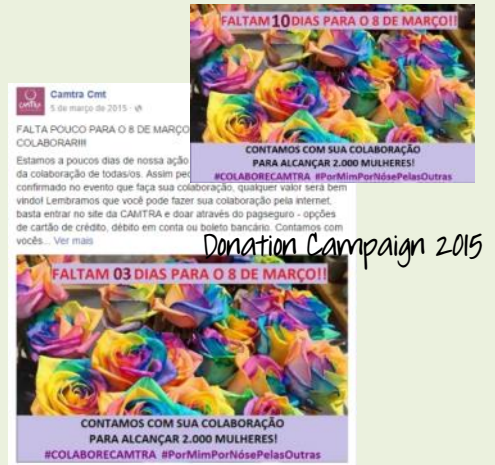 FALTAM 10 DIAS PARA O 8 DE MARÇO!!
CONTAMOS COM SUA COLABORAÇÃO
PARA ALCANÇAR 2.000 MULHERES!
#COLABORECAMTRA #PorMimPorNósePelasOutras
CAMTRA
Camtra Cmt
5 de março de 2015
FALTA POUCO PARA O 8 DE MARÇO
COLABORAR!!!
Estamos a poucos dias de nossa ação
da colaboração de todas/os. Assim
confirmado no evento que faça sua colaboração, qualquer valor será bem
vindo! Lembramos que você pode fazer sua colaboração pela internet,
basta entrar no site da CAMTRA e doar através do pagseguro - opções
de cartão de crédito, débito em conta ou boleto bancário. Contamos com
vocês... Ver mais
Donation Campaign 2015
FALTAM 03 DIAS PARA O 8 DE MARÇO!!
CONTAMOS COM SUA COLABORAÇÃO
PARA ALCANÇAR 2.000 MULHERES!
#COLABORECAMTRA #PorMimPorNósePelasOutras